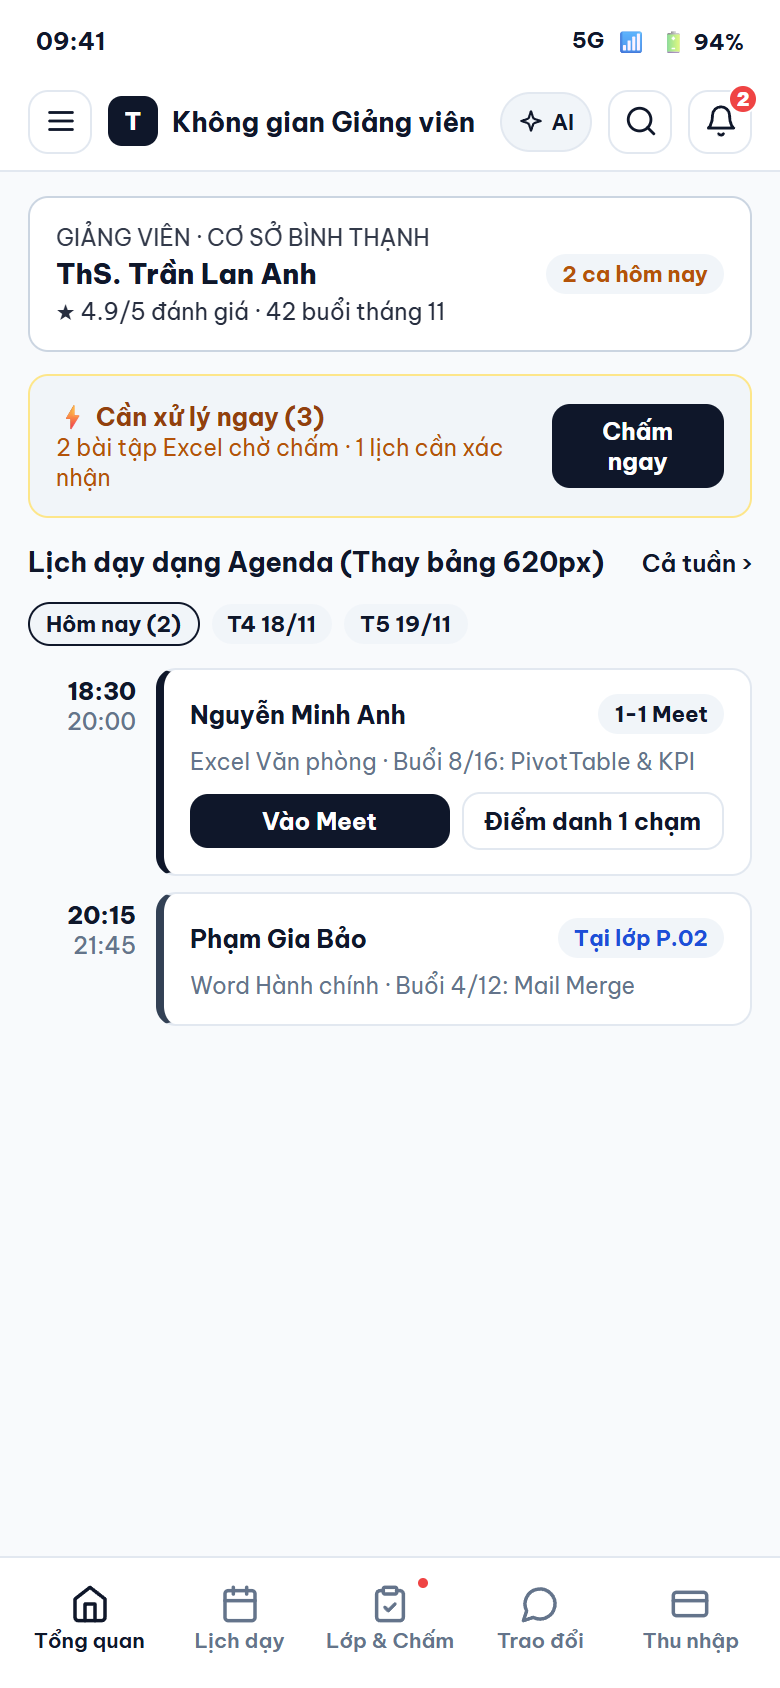 09:41
5G 94%
T Không gian Giảng viên
AI
2
GIẢNG VIÊN · CƠ SỞ BÌNH THẠNH
ThS. Trần Lan Anh
★ 4.9/5 đánh giá · 42 buổi tháng 11
2 ca hôm nay
⚡ Cần xử lý ngay (3)
2 bài tập Excel chờ chấm · 1 lịch cần xác
nhận
Chấm
ngay
Lịch dạy dạng Agenda (Thay bảng 620px)
Cả tuần ›
Hôm nay (2)
T4 18/11
T5 19/11
18:30
20:00
Nguyễn Minh Anh
1-1 Meet
Excel Văn phòng · Buổi 8/16: PivotTable & KPI
Vào Meet
Điểm danh 1 chạm
20:15
21:45
Phạm Gia Bảo
Tại lớp P.02
Word Hành chính · Buổi 4/12: Mail Merge
Tổng quan
Lịch dạy
Lớp & Chấm
Trao đổi
Thu nhập